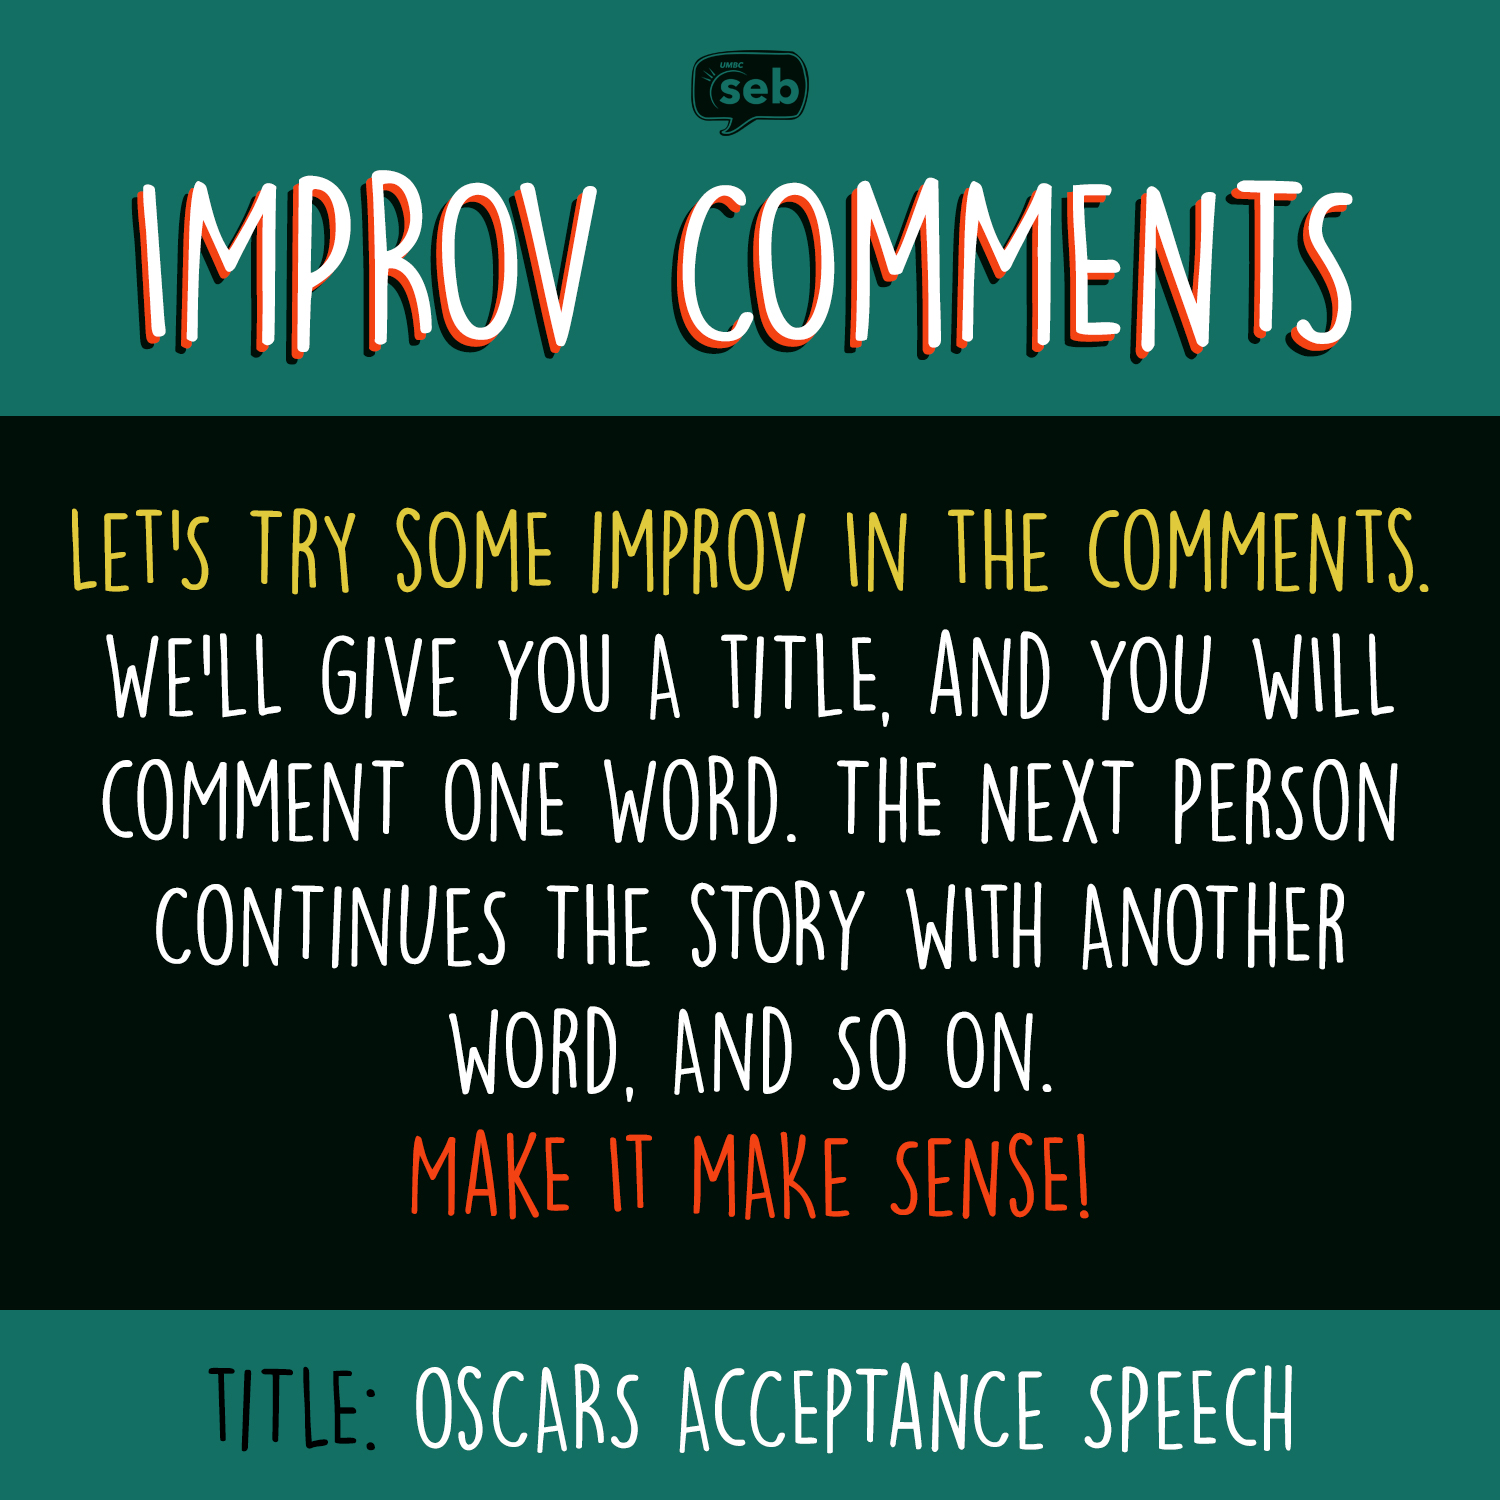 UMBC
seb
IMPROV COMMENTS
LET'S TRY SOME IMPROV IN THE COMMENTS.
WE'LL GIVE YOU A TITLE, AND YOU WILL
COMMENT ONE WORD. THE NEXT PERSON
CONTINUES THE STORY WITH ANOTHER
WORD, AND SO ON.
MAKE IT MAKE SENSE!
TITLE: OSCARS ACCEPTANCE SPEECH